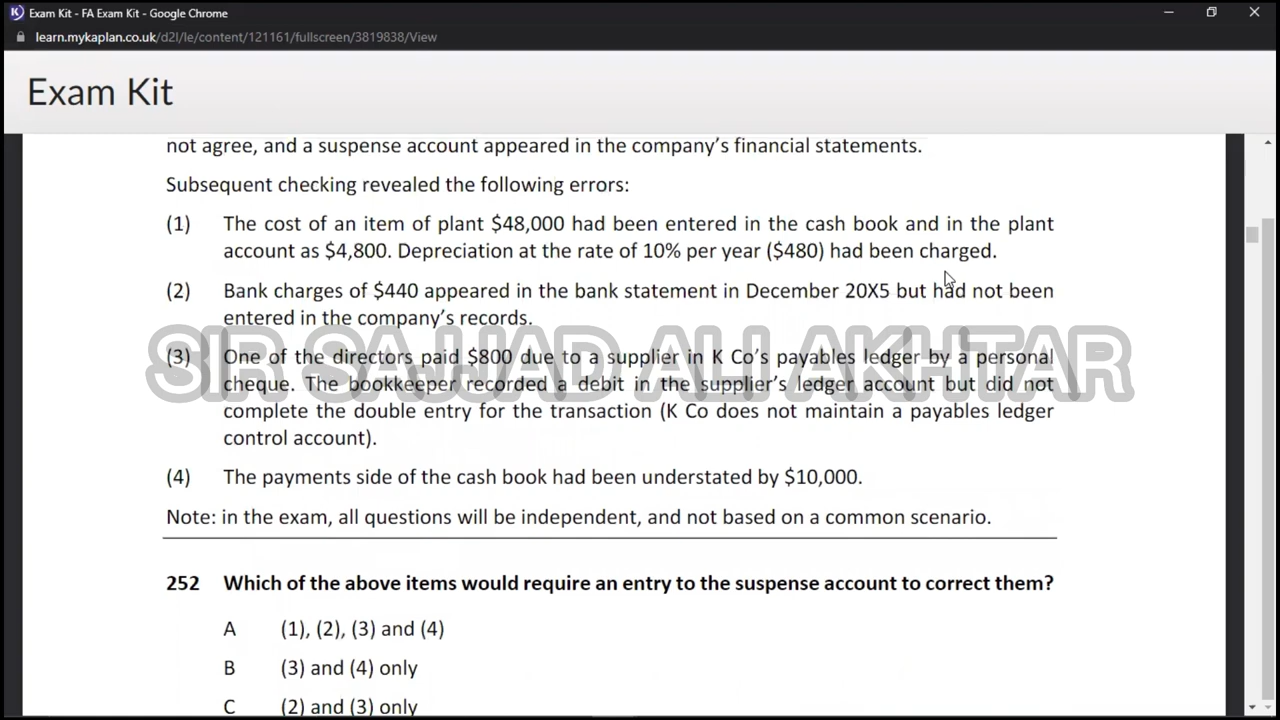 Exam Kit - FA Exam Kit - Google Chrome
learn.mykaplan.co.uk/d2l/le/content/121161/fullscreen/3819838/View
Exam Kit
not agree, and a suspense account appeared in the company's financial statements.
Subsequent checking revealed the following errors:
(1) The cost of an item of plant $48,000 had been entered in the cash book and in the plant
account as $4,800. Depreciation at the rate of 10% per year ($480) had been charged.
(2) Bank charges of $440 appeared in the bank statement in December 20X5 but had not been
entered in the company's records.
SIR SAJJAD ALI AKHTAR
(3) One of the directors paid $800 due to a supplier in K Co's payables ledger by a personal
cheque. The bookkeeper recorded a debit in the supplier's ledger account but did not
complete the double entry for the transaction (K Co does not maintain a payables ledger
control account).
(4) The payments side of the cash book had been understated by $10,000.
Note: in the exam, all questions will be independent, and not based on a common scenario.
252 Which of the above items would require an entry to the suspense account to correct them?
A (1), (2), (3) and (4)
B (3) and (4) only
C (2) and (3) only